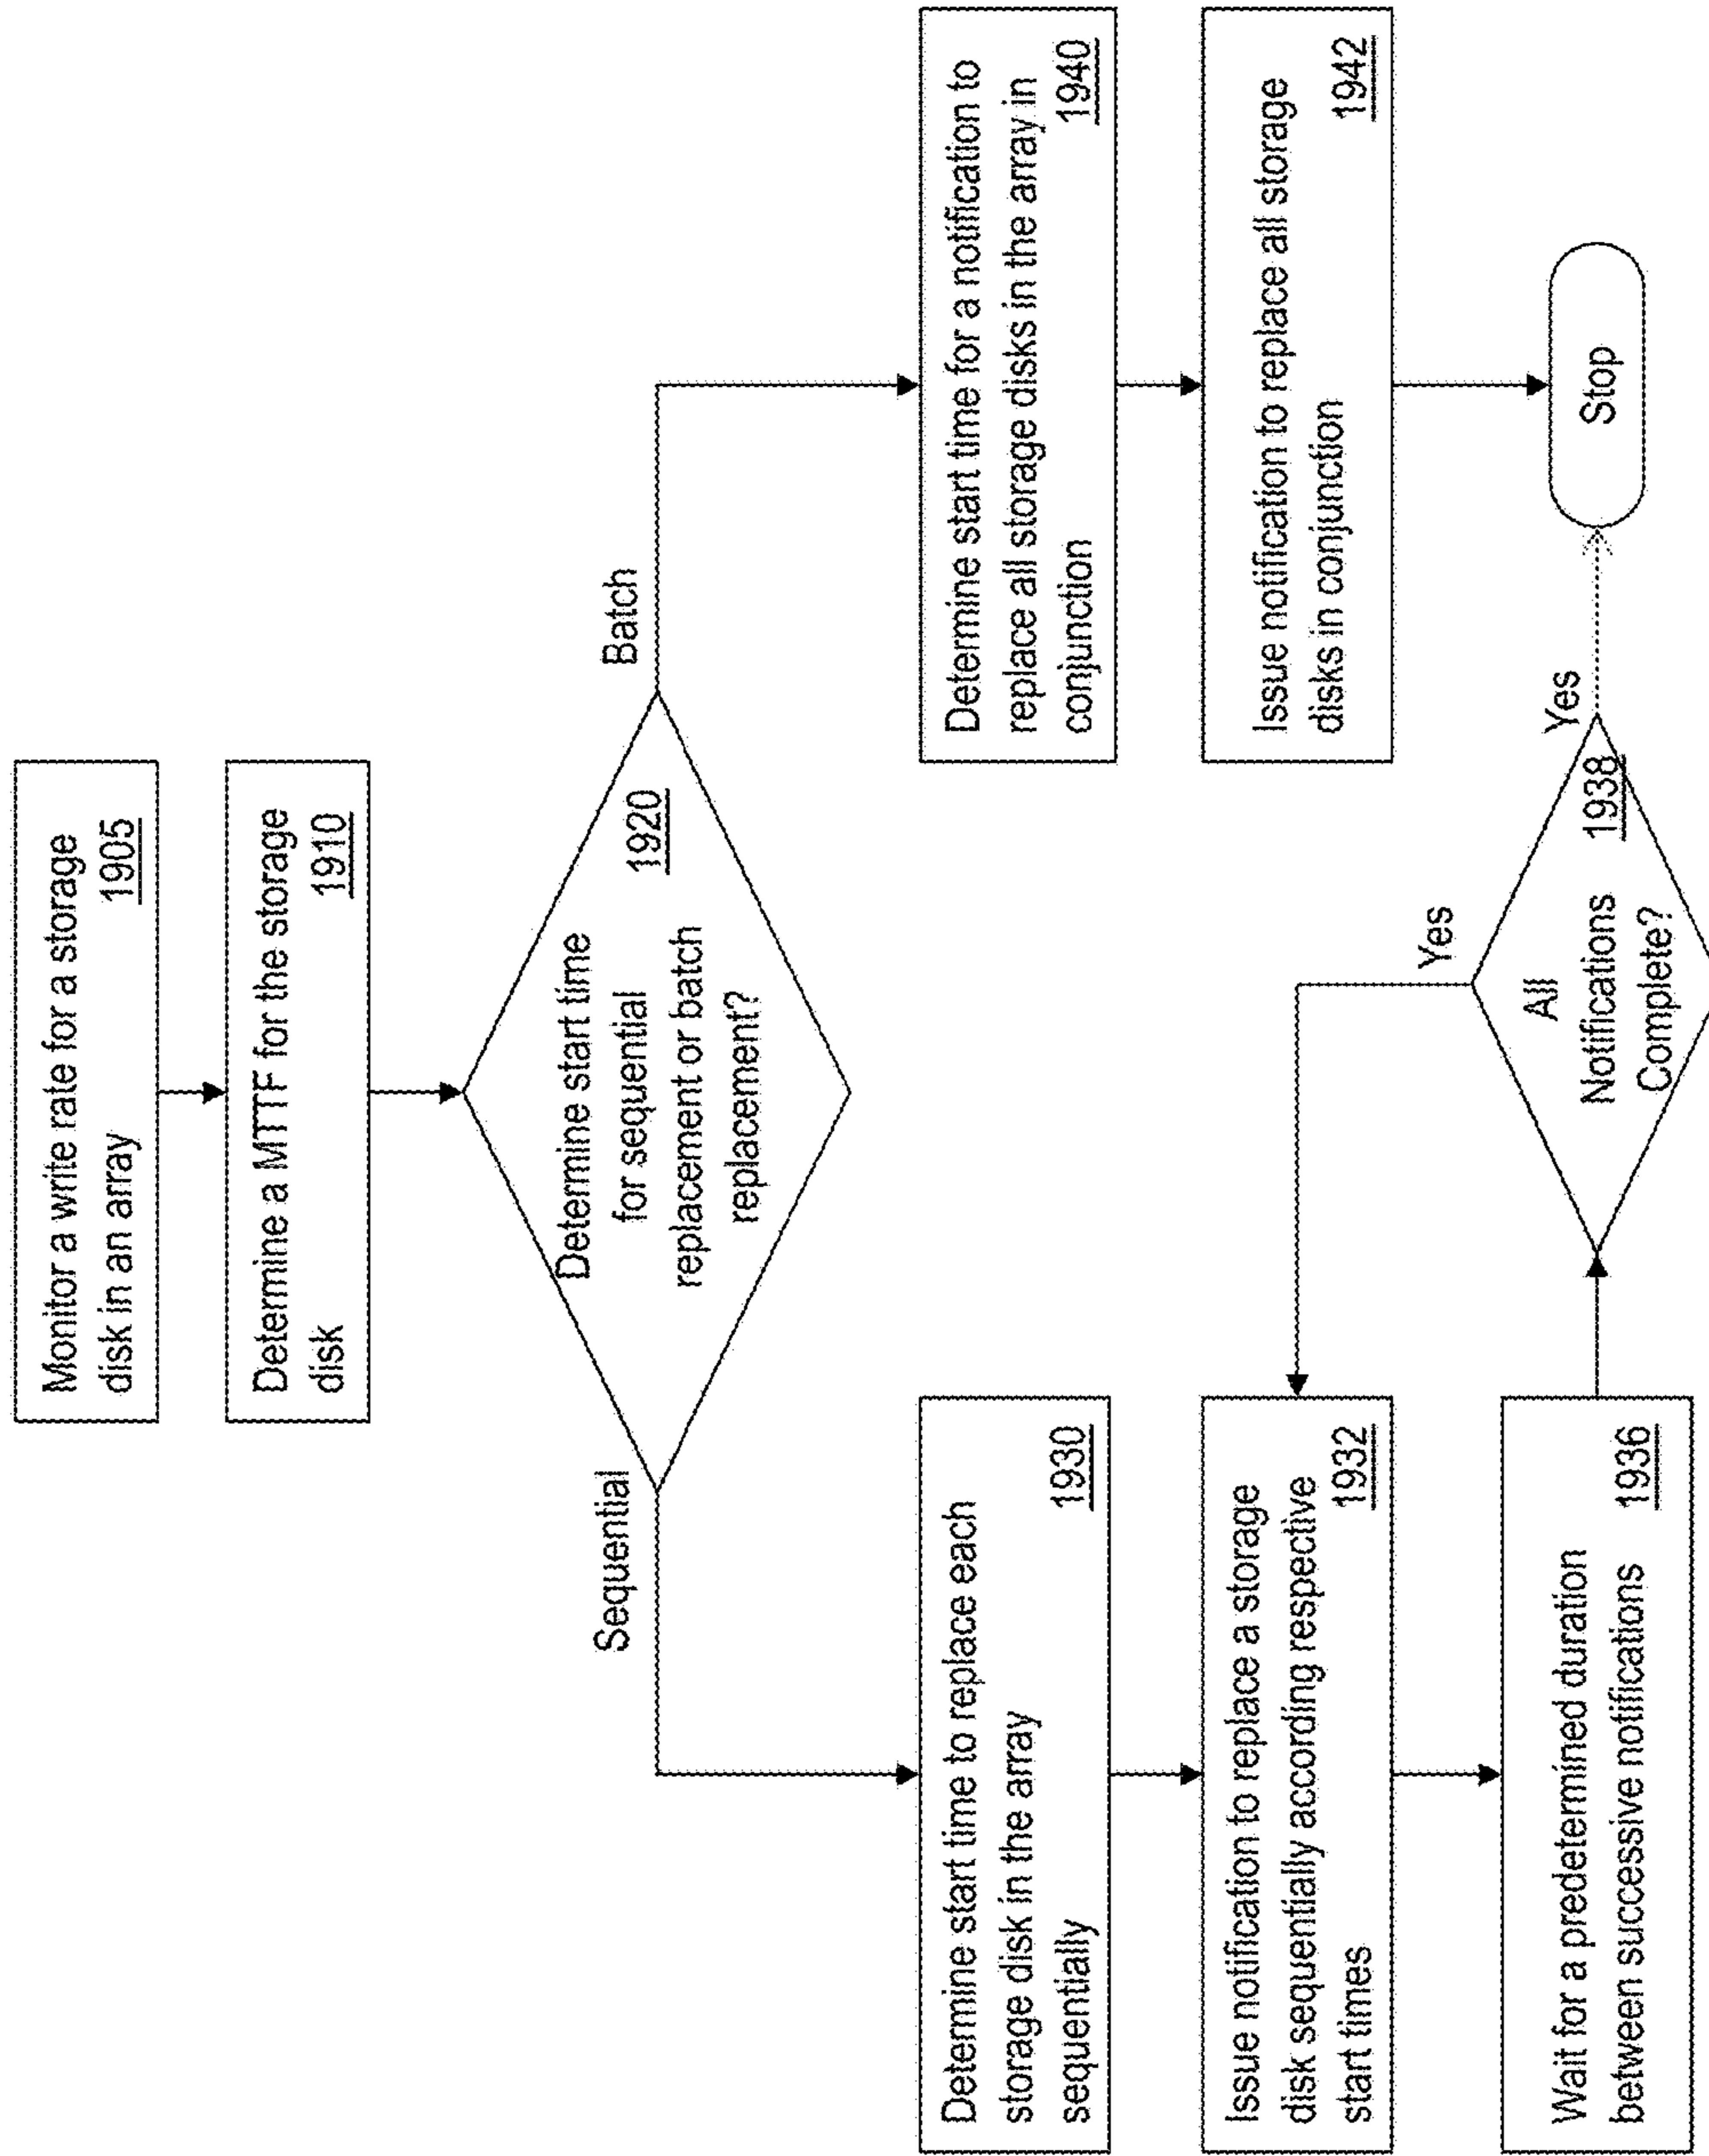 Monitor a write rate for a storage
disk in an array 1905
Determine a MTTF for the storage
disk 1910
Determine start time
for sequential 1920
replacement or batch
replacement?
Sequential
Batch
Determine start time to replace each
storage disk in the array
sequentially 1930
Issue notification to replace a storage
disk sequentially according respective
start times 1932
Wait for a predetermined duration
between successive notifications 1936
All
Notifications 1938
Complete?
Yes
Yes
Determine start time for a notification to
replace all storage disks in the array in
conjunction 1940
Issue notification to replace all storage
disks in conjunction 1942
Stop